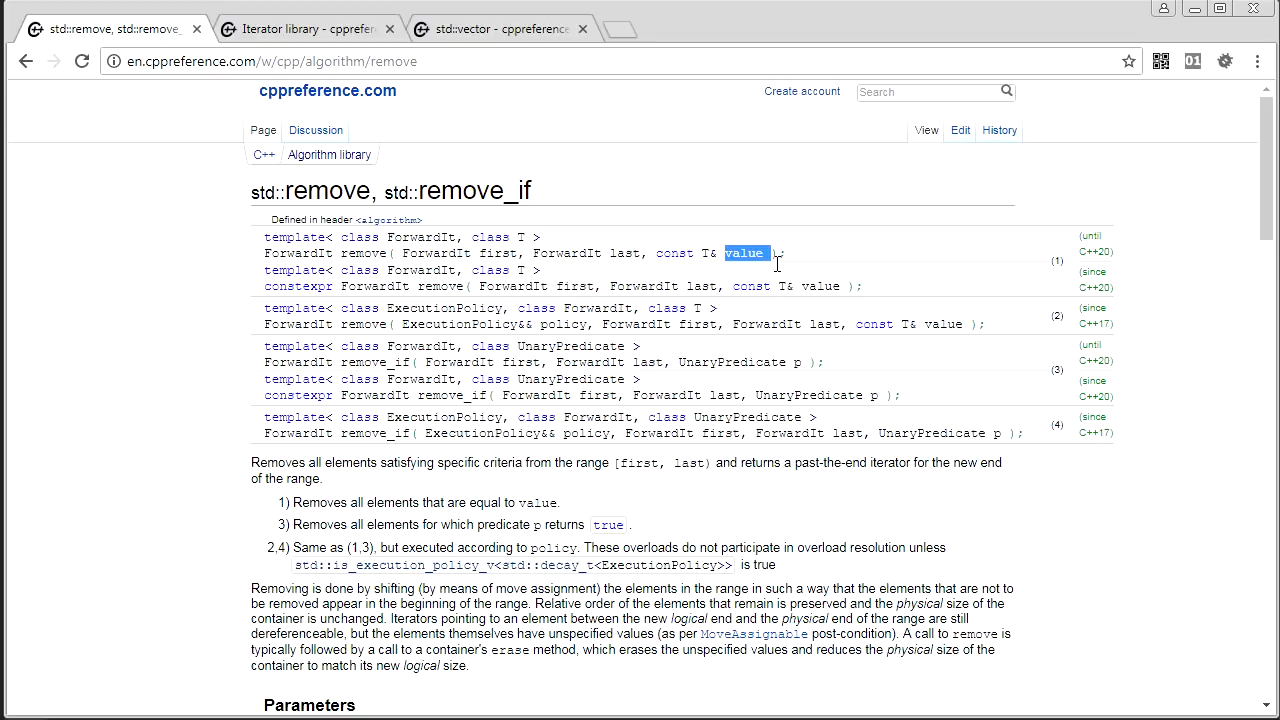 std::remove, std::remove_
Iterator library - cpprefer
std::vector - cppreference
en.cppreference.com/w/cpp/algorithm/remove
01
cppreference.com
Create account
Search
Page
Discussion
View
Edit
History
C++
Algorithm library
std::remove, std::remove_if
Defined in header <algorithm>
template< class ForwardIt, class T >
ForwardIt remove( ForwardIt first, ForwardIt last, const T& value );
(until C++20)
(1)
template< class ForwardIt, class T >
constexpr ForwardIt remove( ForwardIt first, ForwardIt last, const T& value );
(since C++20)
template< class ExecutionPolicy, class ForwardIt, class T >
ForwardIt remove( ExecutionPolicy&& policy, ForwardIt first, ForwardIt last, const T& value );
(2)
(since C++17)
template< class ForwardIt, class UnaryPredicate >
ForwardIt remove_if( ForwardIt first, ForwardIt last, UnaryPredicate p );
(until C++20)
(3)
template< class ForwardIt, class UnaryPredicate >
constexpr ForwardIt remove_if( ForwardIt first, ForwardIt last, UnaryPredicate p );
(since C++20)
template< class ExecutionPolicy, class ForwardIt, class UnaryPredicate >
ForwardIt remove_if( ExecutionPolicy&& policy, ForwardIt first, ForwardIt last, UnaryPredicate p );
(4)
(since C++17)
Removes all elements satisfying specific criteria from the range [first, last) and returns a past-the-end iterator for the new end
of the range.
1) Removes all elements that are equal to value.
3) Removes all elements for which predicate p returns true.
2,4) Same as (1,3), but executed according to policy. These overloads do not participate in overload resolution unless
std::is_execution_policy_v<std::decay_t<ExecutionPolicy>> is true
Removing is done by shifting (by means of move assignment) the elements in the range in such a way that the elements that are not to
be removed appear in the beginning of the range. Relative order of the elements that remain is preserved and the physical size of the
container is unchanged. Iterators pointing to an element between the new logical end and the physical end of the range are still
dereferenceable, but the elements themselves have unspecified values (as per MoveAssignable post-condition). A call to remove is
typically followed by a call to a container's erase method, which erases the unspecified values and reduces the physical size of the
container to match its new logical size.
Parameters